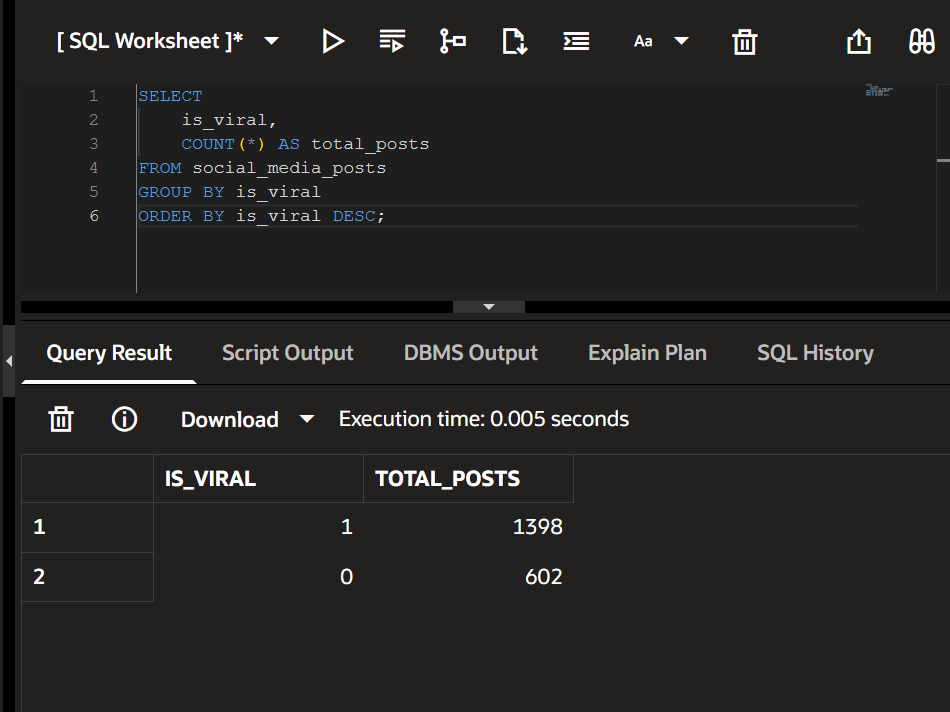 [ SQL Worksheet ]*
Aa
1 SELECT
2 is_viral,
3 COUNT(*) AS total_posts
4 FROM social_media_posts
5 GROUP BY is_viral
6 ORDER BY is_viral DESC;
Query Result Script Output DBMS Output Explain Plan SQL History
Download Execution time: 0.005 seconds
IS_VIRAL TOTAL_POSTS
1 1 1398
2 0 602